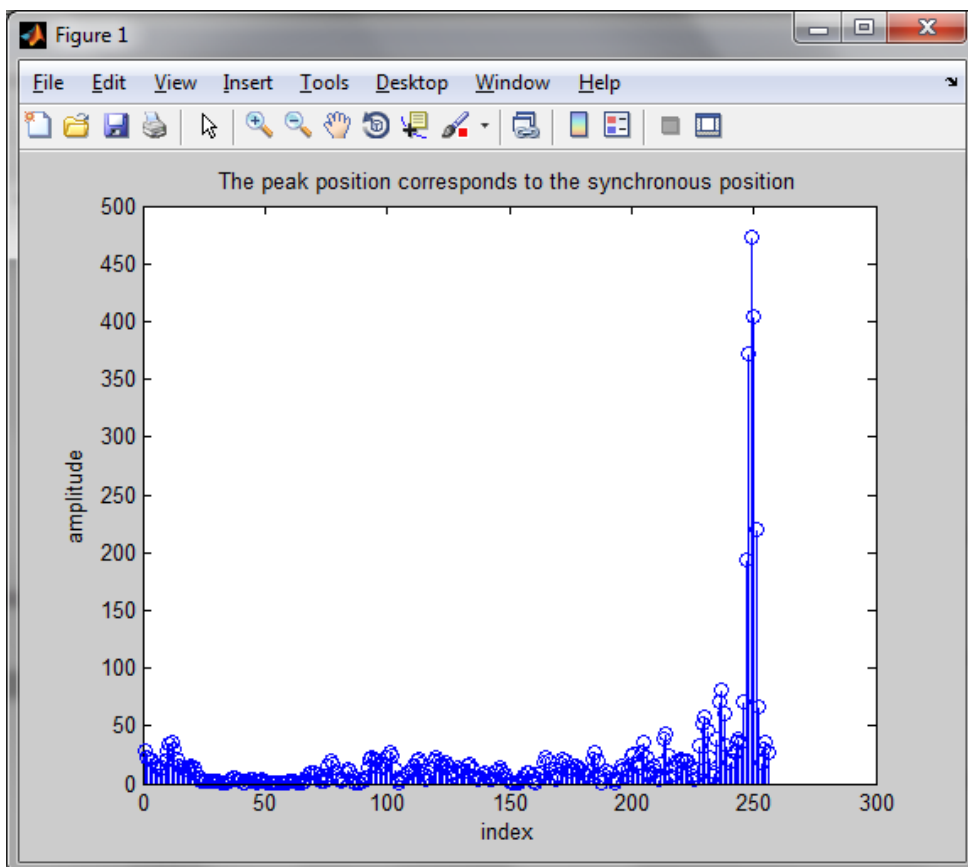 Figure 1
File Edit View Insert Tools Desktop Window Help
The peak position corresponds to the synchronous position
500
450
400
350
300
250
200
150
100
50
0
amplitude
0 50 100 150 200 250 300
index